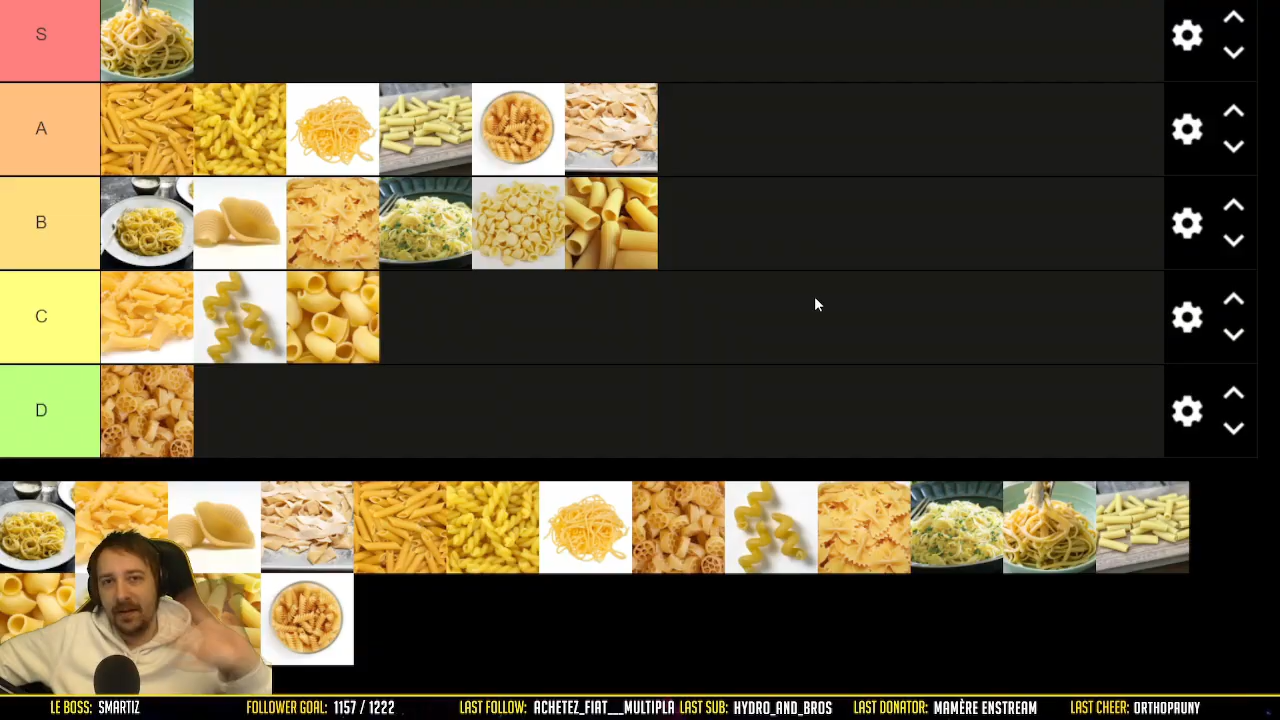 S
A
B
C
D
LE BOSS: SMARTIZ FOLLOWER GOAL: 1157 / 1222 LAST FOLLOW: ACHETEZ_FIAT__MULTIPLA LAST SUB: HYDRO_AND_BROS LAST DONATOR: MAMÈRE ENSTREAM LAST CHEER: ORTHOPAUNY